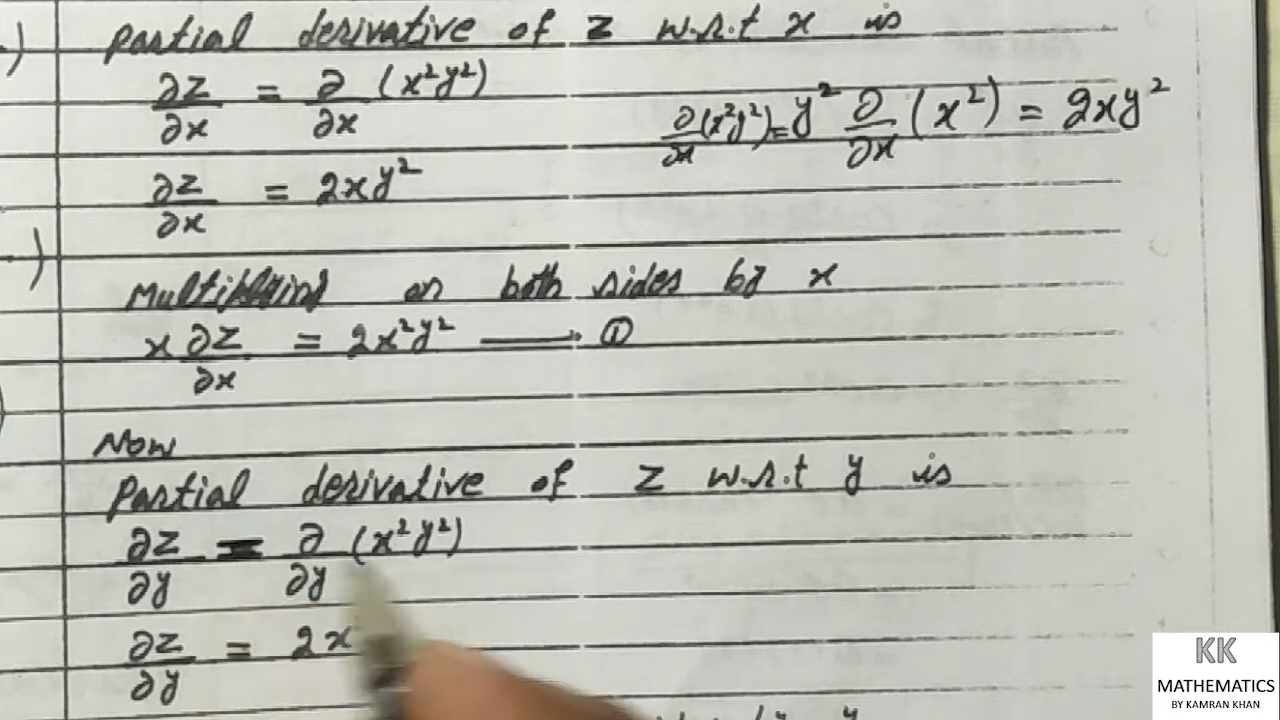 Partial derivative of z w.r.t x is
∂z/∂x = ∂/∂x (x²y²)
∂/∂x (x²y²) = y² ∂/∂x (x²) = 2xy²
∂z/∂x = 2xy²
Multiplying on both sides by x
x ∂z/∂x = 2x²y² ——— ①
Now
Partial derivative of z w.r.t y is
∂z/∂y = ∂/∂y (x²y²)
∂z/∂y = 2x
KK
MATHEMATICS
BY KAMRAN KHAN